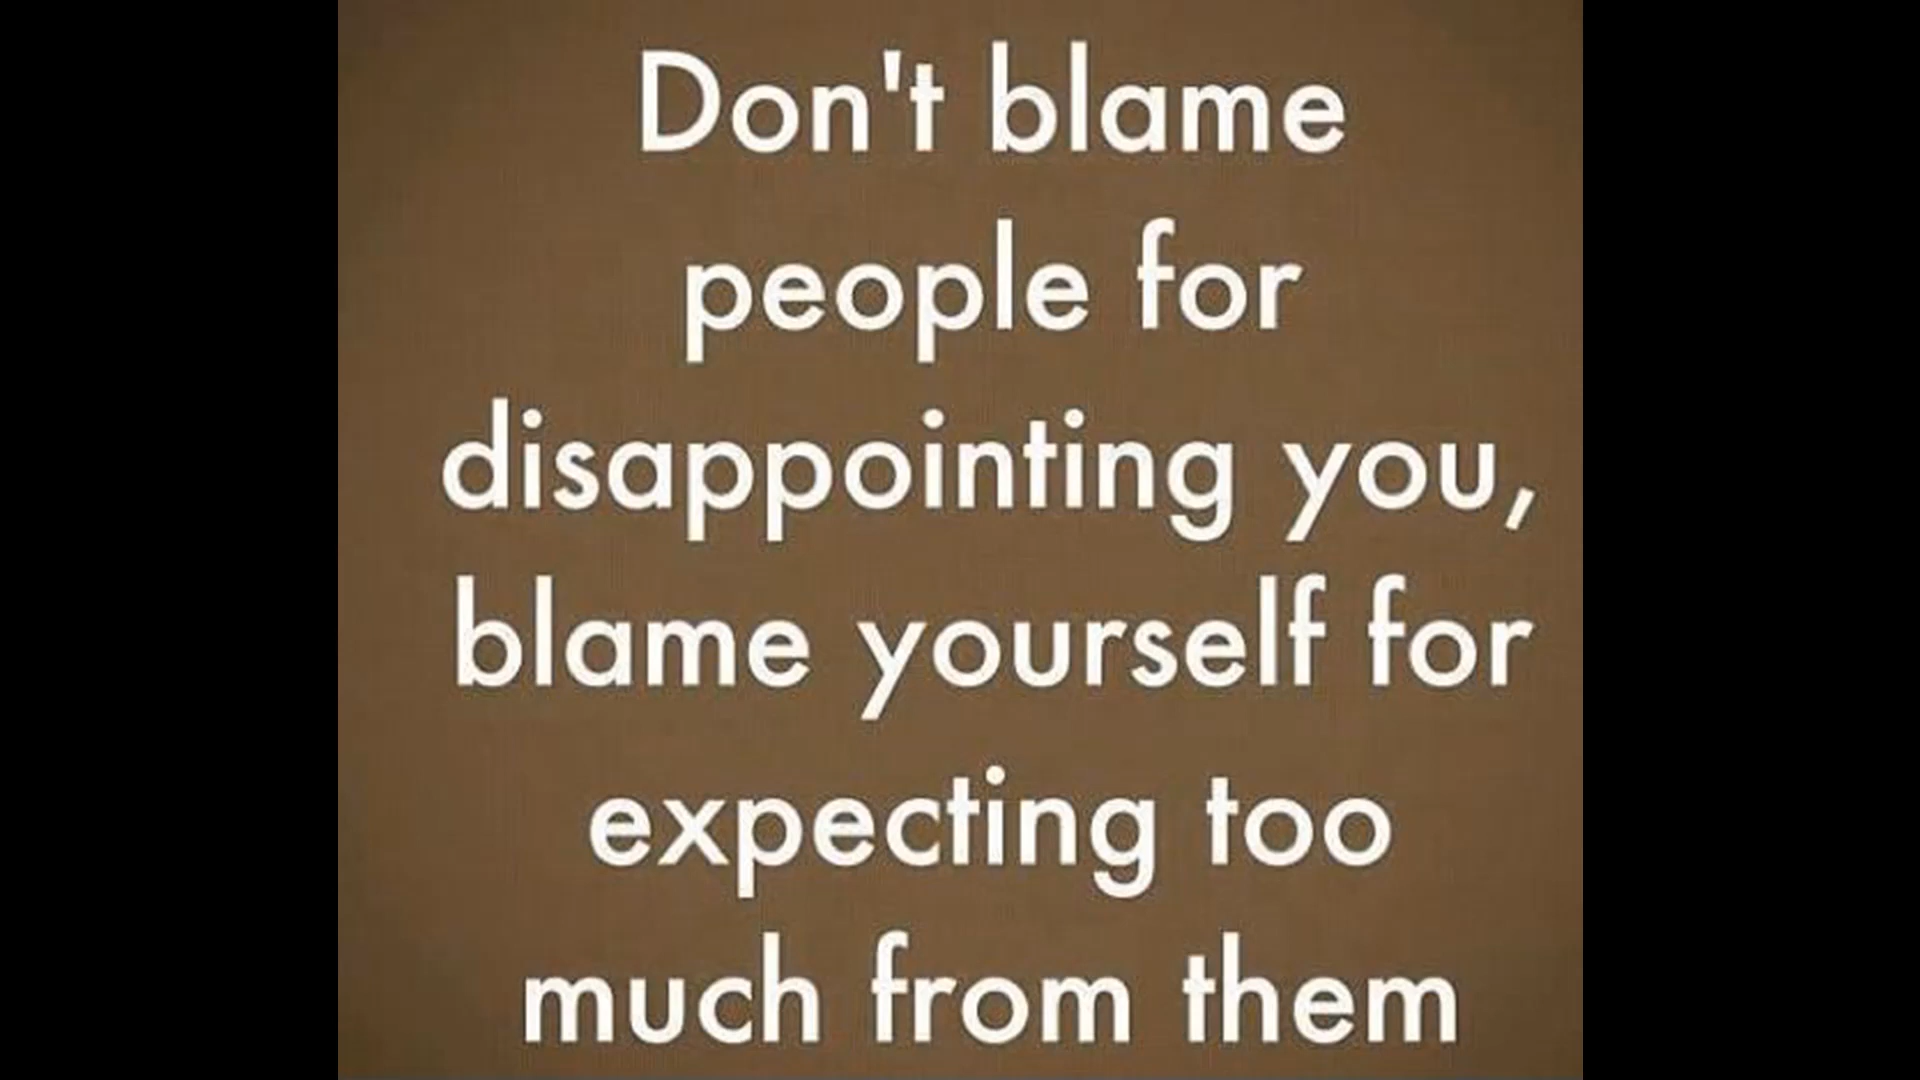 Don't blame
people for
disappointing you,
blame yourself for
expecting too
much from them